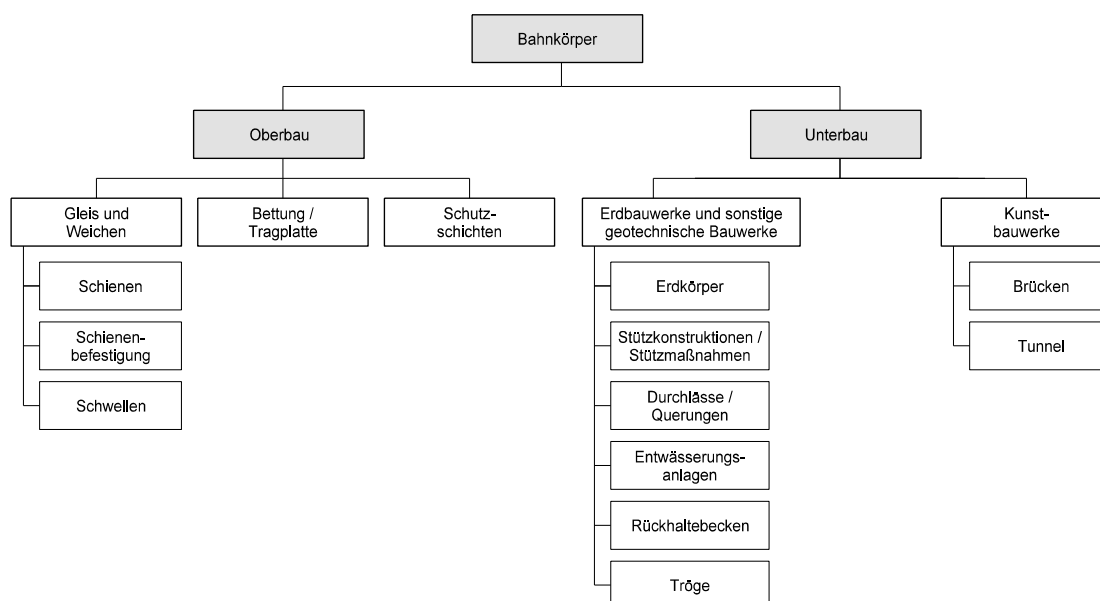 Bahnkörper
Oberbau
Unterbau
Gleis und
Weichen
Bettung /
Tragplatte
Schutz-
schichten
Erdbauwerke und sonstige
geotechnische Bauwerke
Kunst-
bauwerke
Schienen
Schienen-
befestigung
Schwellen
Erdkörper
Stützkonstruktionen /
Stützmaßnahmen
Durchlässe /
Querungen
Entwässerungs-
anlagen
Rückhaltebecken
Tröge
Brücken
Tunnel